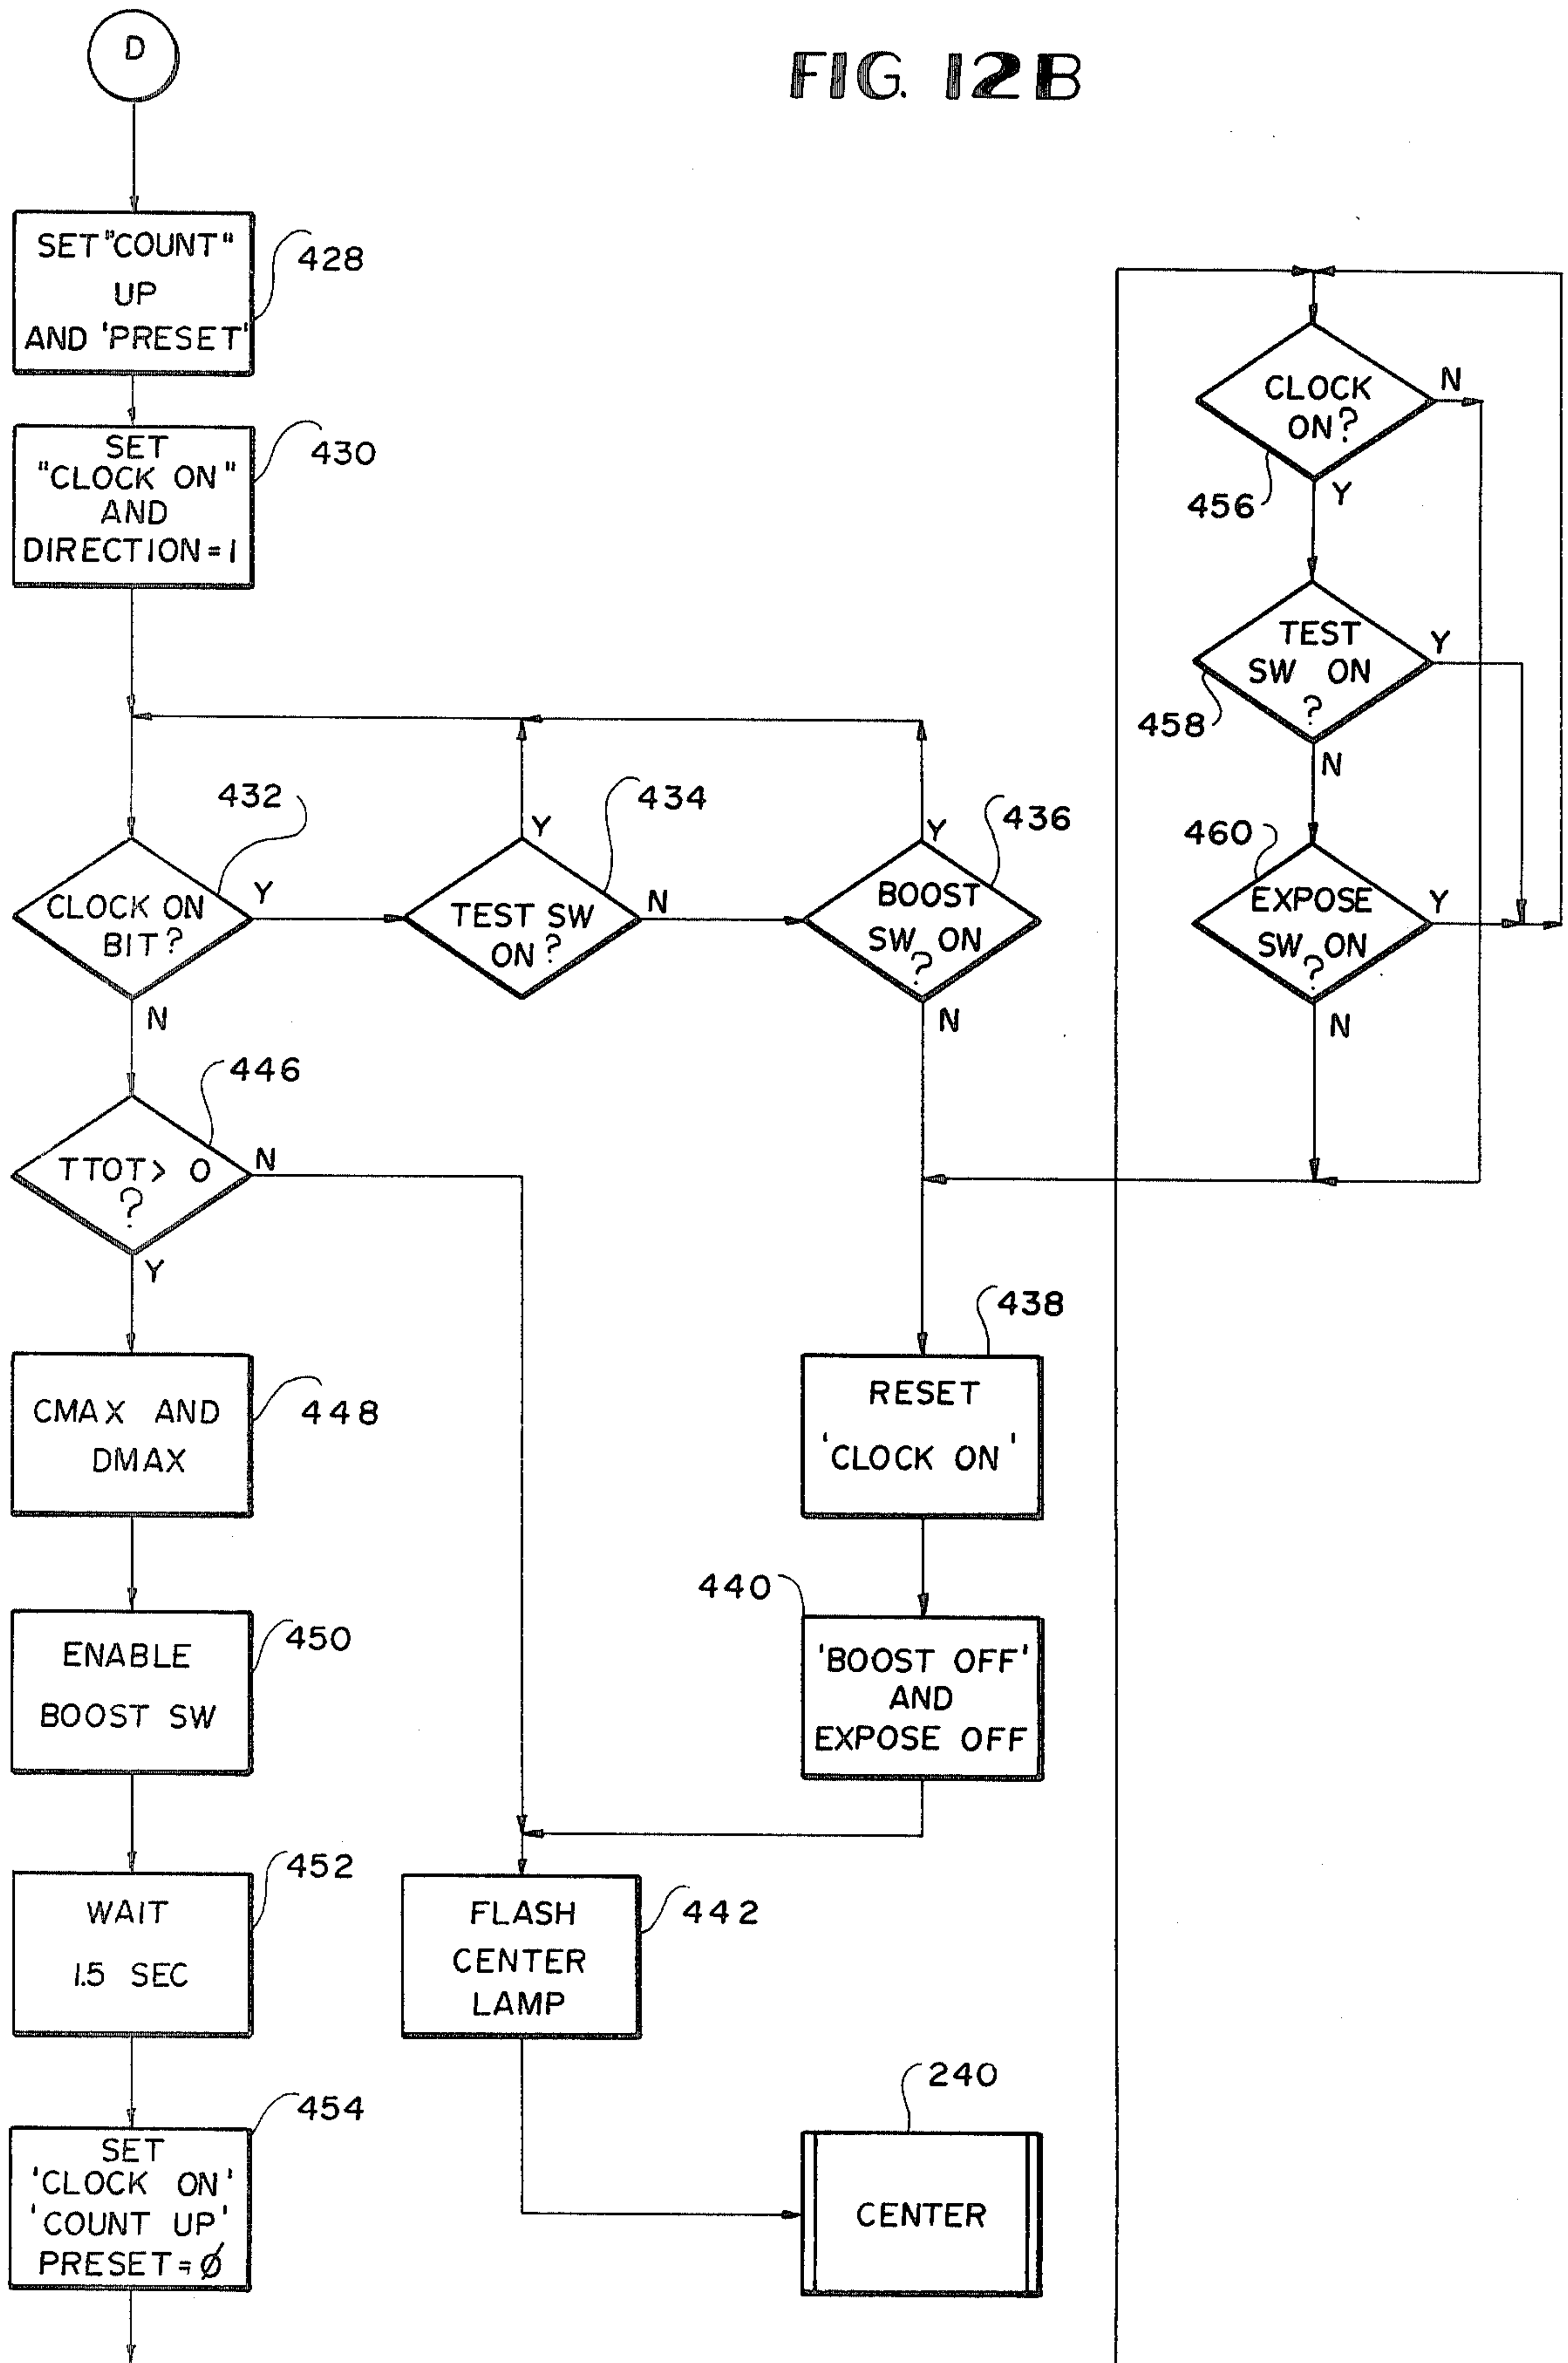 D
FIG. 12B
SET "COUNT"
UP
AND 'PRESET'
428
SET
"CLOCK ON"
AND
DIRECTION = 1
430
CLOCK ON
BIT?
432
Y
N
TEST SW
ON?
434
Y
N
BOOST
SW ON
?
436
Y
N
TTOT > O
?
446
N
Y
CMAX AND
DMAX
448
ENABLE
BOOST SW
450
WAIT
1.5 SEC
452
SET
'CLOCK ON'
'COUNT UP'
PRESET = Ø
454
RESET
'CLOCK ON'
438
'BOOST OFF'
AND
EXPOSE OFF
440
FLASH
CENTER
LAMP
442
CENTER
240
CLOCK
ON?
456
N
Y
TEST
SW ON
?
458
Y
N
EXPOSE
SW ON
?
460
Y
N